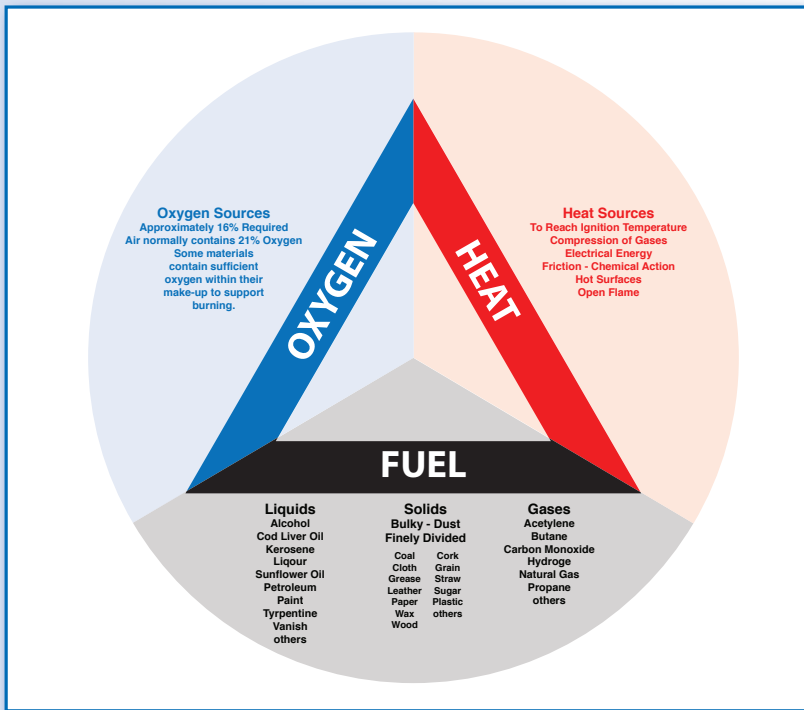 Oxygen Sources
Approximately 16% Required
Air normally contains 21% Oxygen
Some materials
contain sufficient
oxygen within their
make-up to support
burning.
OXYGEN
HEAT
Heat Sources
To Reach Ignition Temperature
Compression of Gases
Electrical Energy
Friction - Chemical Action
Hot Surfaces
Open Flame
FUEL
Liquids
Alcohol
Cod Liver Oil
Kerosene
Liqour
Sunflower Oil
Petroleum
Paint
Tyrpentine
Vanish
others
Solids
Bulky - Dust
Finely Divided
Coal
Cloth
Grease
Leather
Paper
Wax
Wood
Cork
Grain
Straw
Sugar
Plastic
others
Gases
Acetylene
Butane
Carbon Monoxide
Hydroge
Natural Gas
Propane
others